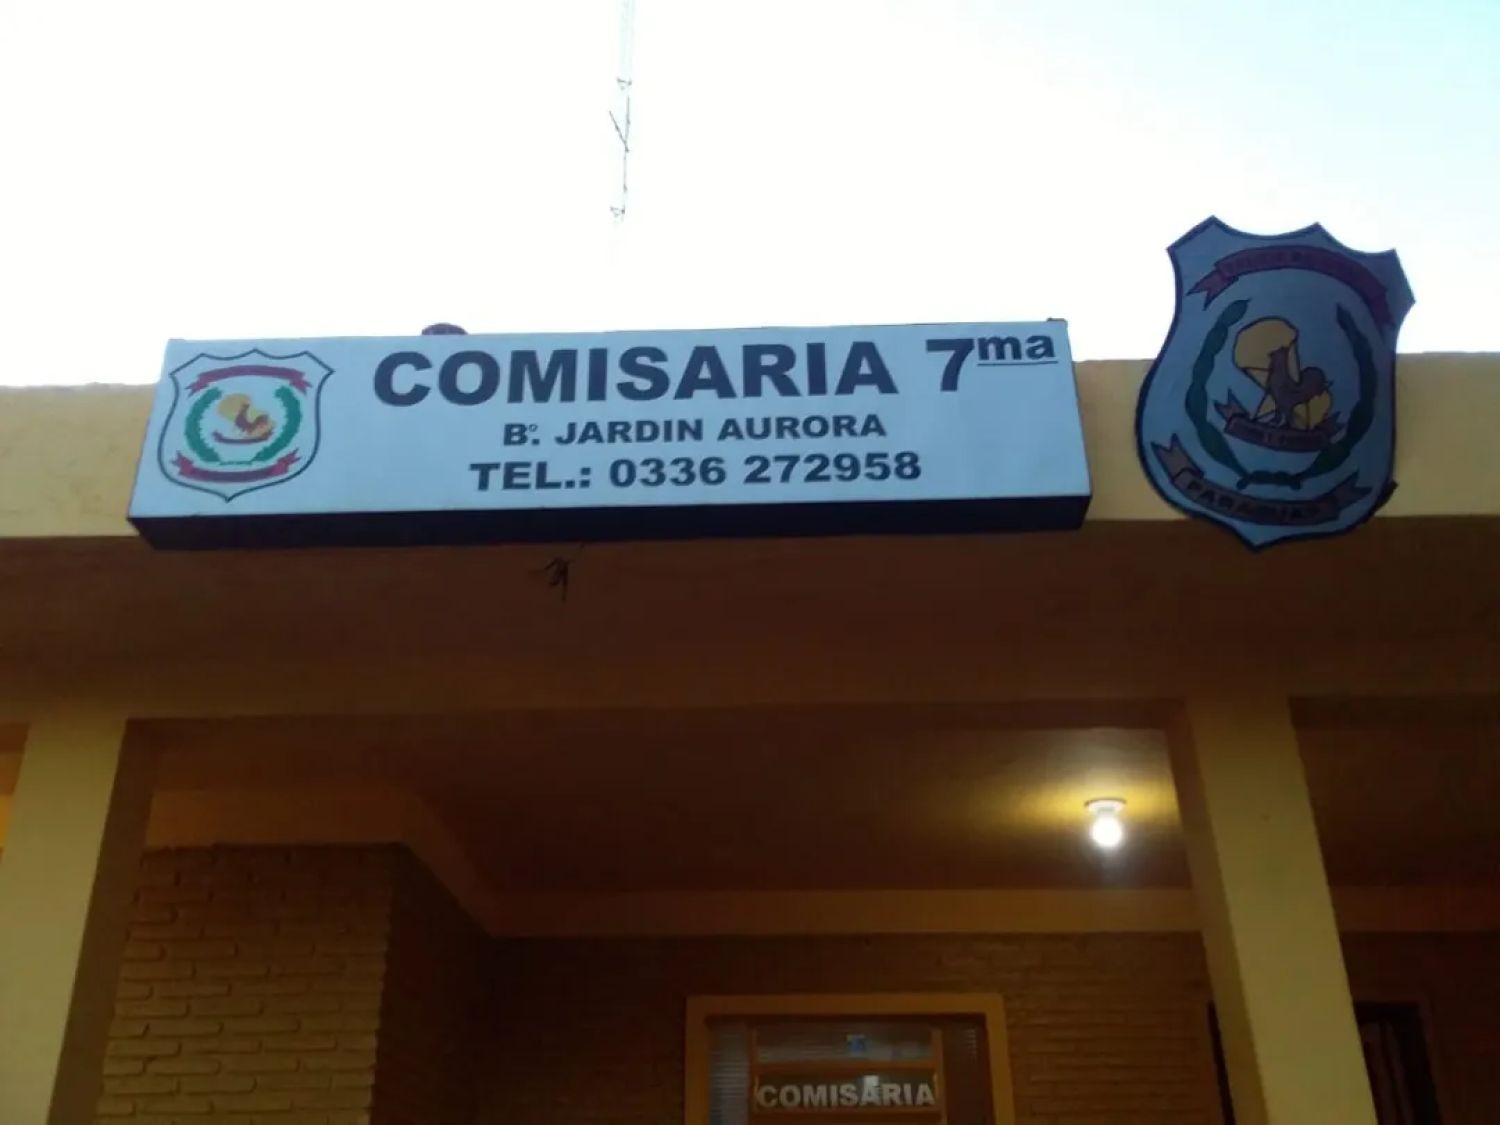 COMISARIA 7ma
Bº. JARDIN AURORA
TEL.: 0336 272958
PARAGUAY
COMISARIA